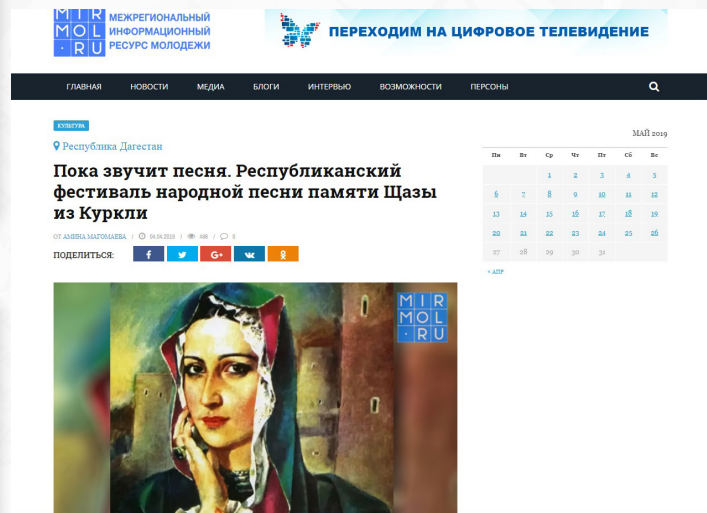 MIR
MOL
.RU
МЕЖРЕГИОНАЛЬНЫЙ
ИНФОРМАЦИОННЫЙ
РЕСУРС МОЛОДЕЖИ
ПЕРЕХОДИМ НА ЦИФРОВОЕ ТЕЛЕВИДЕНИЕ
ГЛАВНАЯ НОВОСТИ МЕДИА БЛОГИ ИНТЕРВЬЮ ВОЗМОЖНОСТИ ПЕРСОНЫ
КУЛЬТУРА
Республика Дагестан
Пока звучит песня. Республиканский
фестиваль народной песни памяти Щазы
из Куркли
ОТ АМИНА МАГОМАЕВА / / / 0
ПОДЕЛИТЬСЯ:
f G+ вк
MIR
MOL
.RU
МАЙ 2019
Пн Вт Ср Чт Пт Сб Вс
1 2 3 4 5
6 7 8 9 10 11 12
13 14 15 16 17 18 19
20 21 22 23 24 25 26
27 28 29 30 31
« АПР